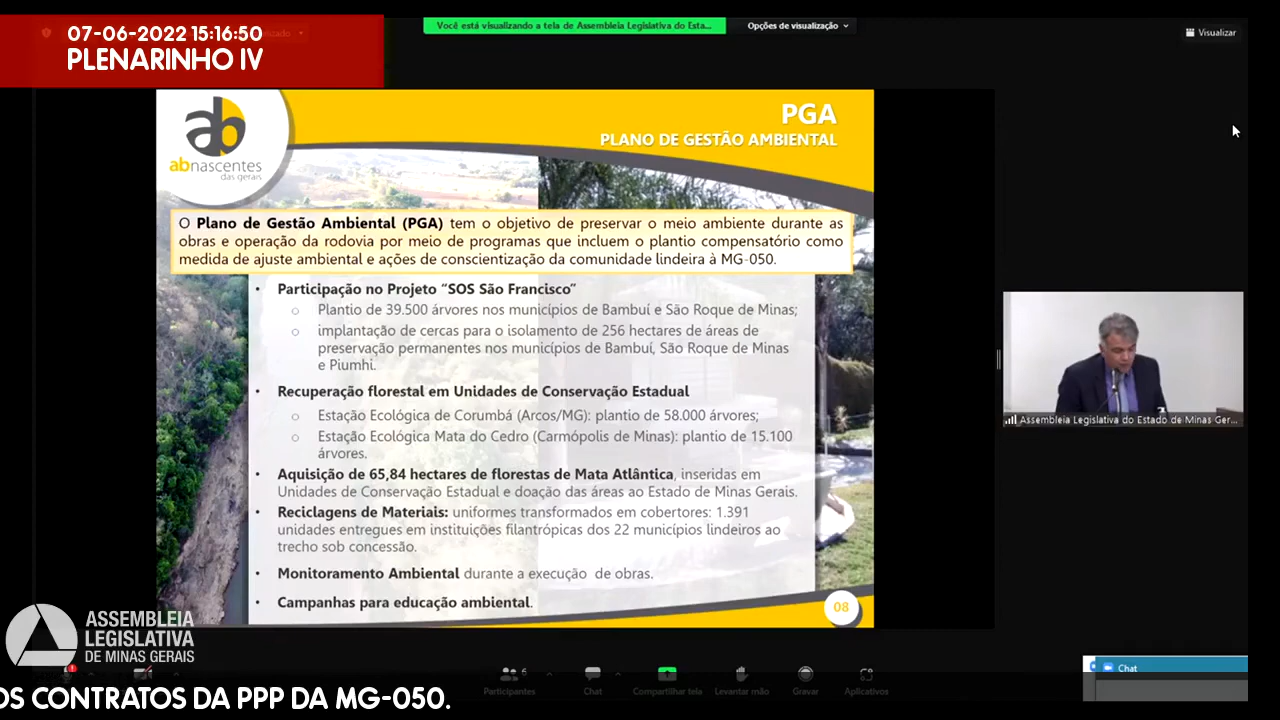 07-06-2022 15:16:50
PLENARINHO IV
Você está visualizando a tela de Assembleia Legislativa do Esta...
Opções de visualização
Visualizar
ab
abnascentes
das gerais
PGA
PLANO DE GESTÃO AMBIENTAL
O Plano de Gestão Ambiental (PGA) tem o objetivo de preservar o meio ambiente durante as
obras e operação da rodovia por meio de programas que incluem o plantio compensatório como
medida de ajuste ambiental e ações de conscientização da comunidade lindeira à MG-050.
• Participação no Projeto “SOS São Francisco”
o Plantio de 39.500 árvores nos municípios de Bambuí e São Roque de Minas;
o implantação de cercas para o isolamento de 256 hectares de áreas de
preservação permanentes nos municípios de Bambuí, São Roque de Minas
e Piumhi.
• Recuperação florestal em Unidades de Conservação Estadual
o Estação Ecológica de Corumbá (Arcos/MG): plantio de 58.000 árvores;
o Estação Ecológica Mata do Cedro (Carmópolis de Minas): plantio de 15.100
árvores.
• Aquisição de 65,84 hectares de florestas de Mata Atlântica, inseridas em
Unidades de Conservação Estadual e doação das áreas ao Estado de Minas Gerais.
• Reciclagens de Materiais: uniformes transformados em cobertores: 1.391
unidades entregues em instituições filantrópicas dos 22 municípios lindeiros ao
trecho sob concessão.
• Monitoramento Ambiental durante a execução de obras.
• Campanhas para educação ambiental.
08
Assembleia Legislativa do Estado de Minas Ger...
ASSEMBLEIA
LEGISLATIVA
DE MINAS GERAIS
6
Participantes
Chat
Compartilhar tela
Levantar mão
Gravar
Aplicativos
Chat
OS CONTRATOS DA PPP DA MG-050.